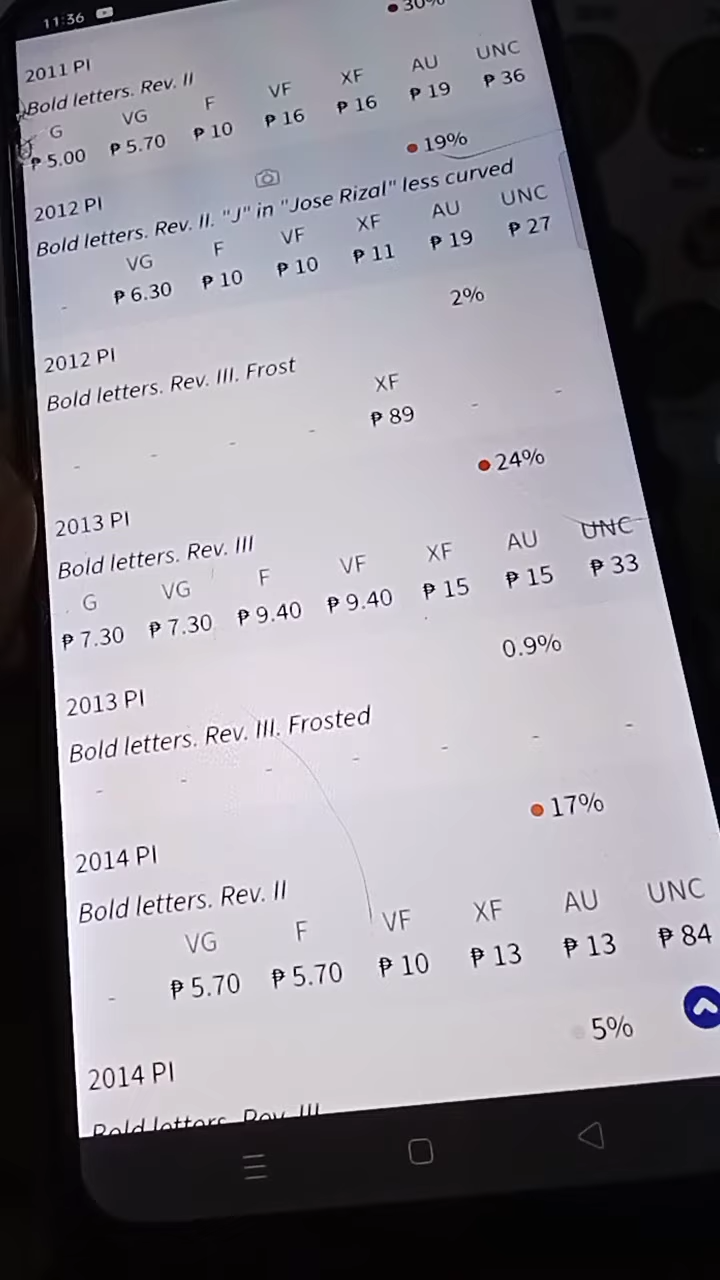 11:36
30%
2011 PI
Bold letters. Rev. II
G VG F VF XF AU UNC
₱ 5.00 ₱ 5.70 ₱ 10 ₱ 16 ₱ 16 ₱ 19 ₱ 36
19%
2012 PI
Bold letters. Rev. II. "J" in "Jose Rizal" less curved
VG F VF XF AU UNC
- ₱ 6.30 ₱ 10 ₱ 10 ₱ 11 ₱ 19 ₱ 27
2%
2012 PI
Bold letters. Rev. III. Frost
XF
- - - - ₱ 89 - -
24%
2013 PI
Bold letters. Rev. III
G VG F VF XF AU UNC
₱ 7.30 ₱ 7.30 ₱ 9.40 ₱ 9.40 ₱ 15 ₱ 15 ₱ 33
0.9%
2013 PI
Bold letters. Rev. III. Frosted
- - - - - - -
17%
2014 PI
Bold letters. Rev. II
VG F VF XF AU UNC
- ₱ 5.70 ₱ 5.70 ₱ 10 ₱ 13 ₱ 13 ₱ 84
5%
2014 PI
Bold letters. Rev. III